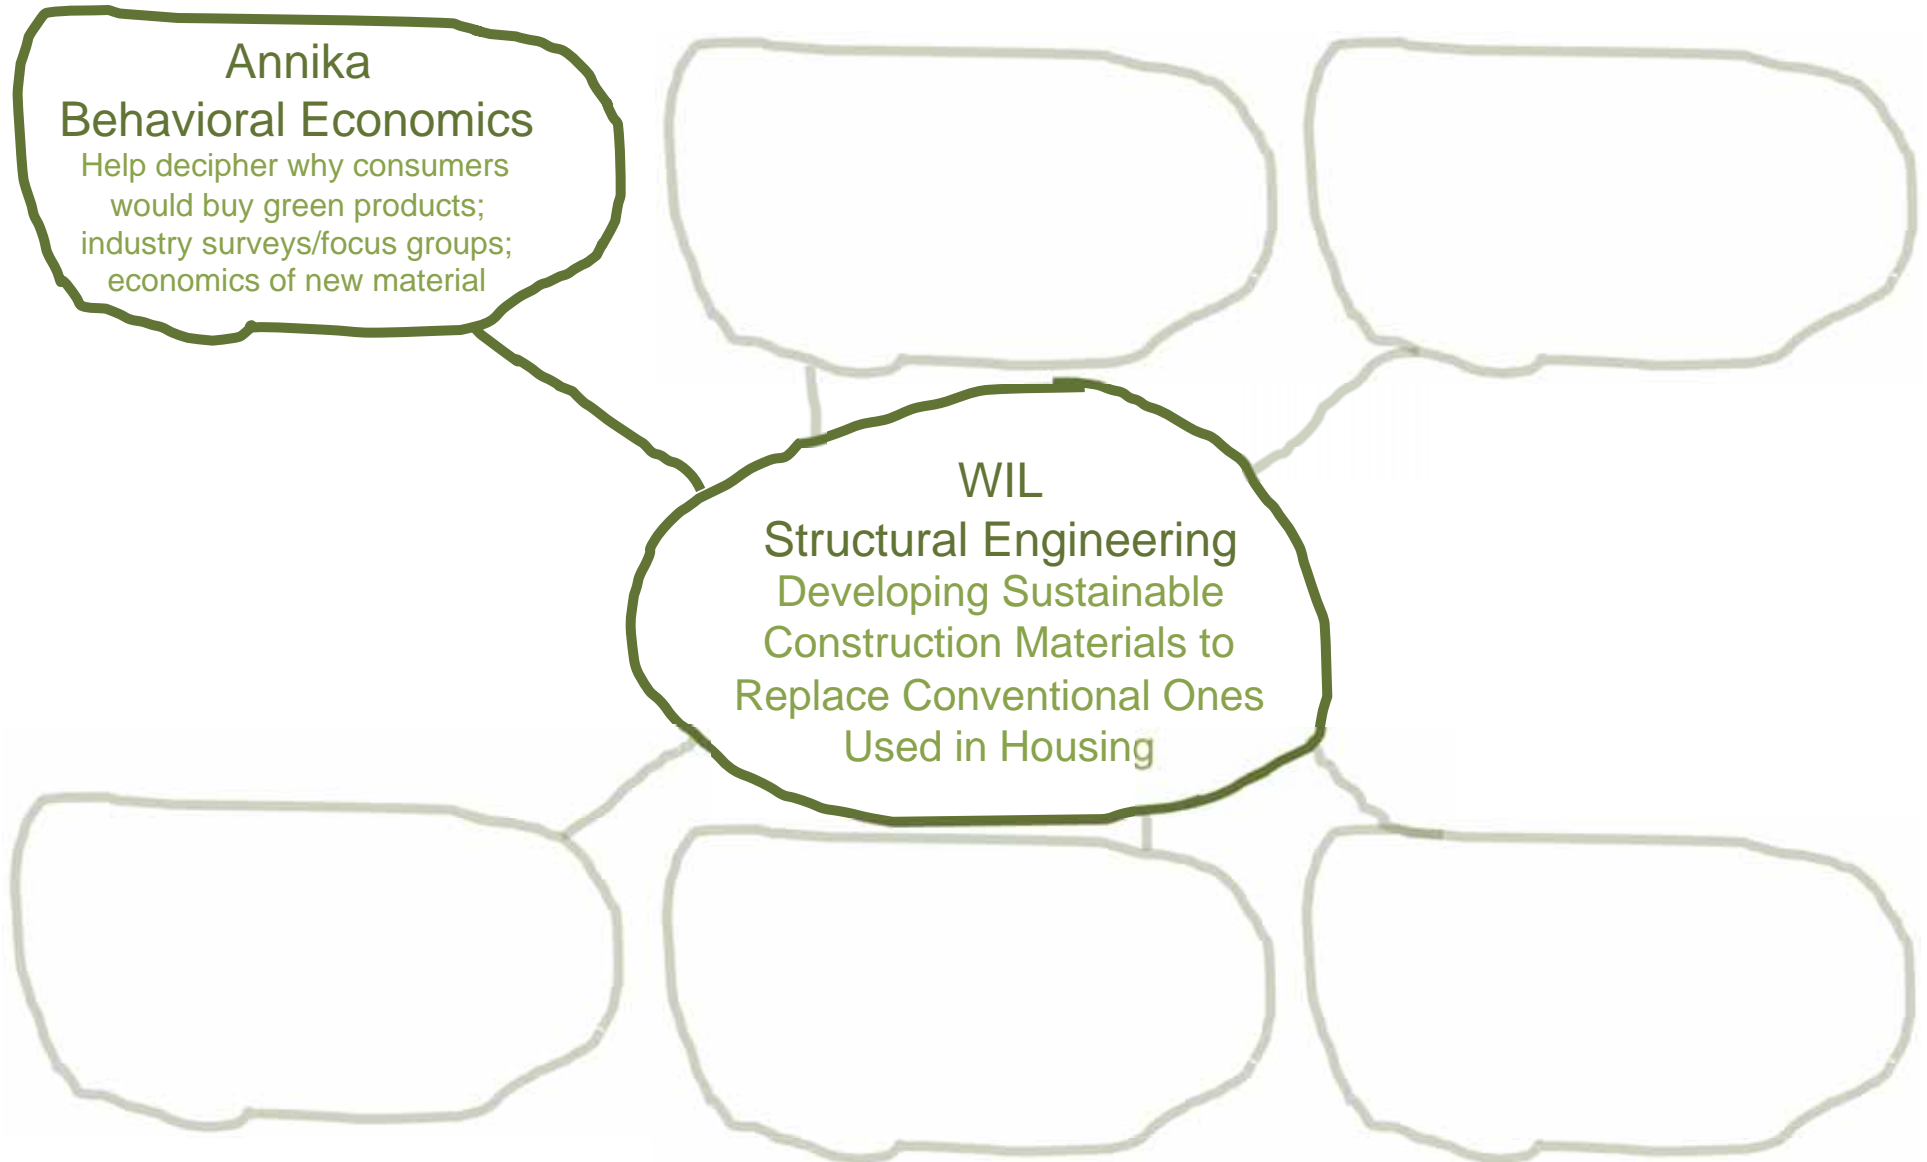 Annika
Behavioral Economics
Help decipher why consumers
would buy green products;
industry surveys/focus groups;
economics of new material
WIL
Structural Engineering
Developing Sustainable
Construction Materials to
Replace Conventional Ones
Used in Housing